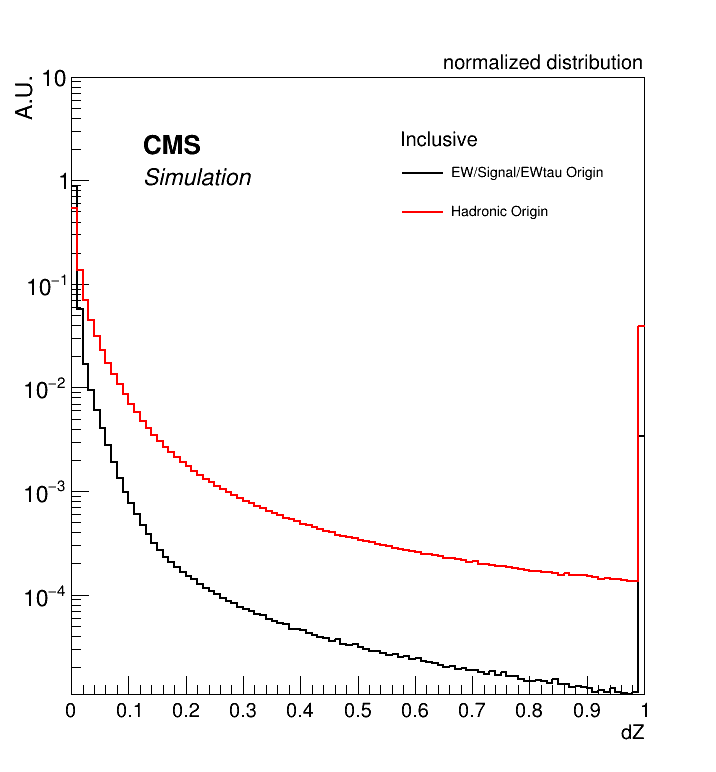 normalized distribution
A.U.
10
CMS
Simulation
Inclusive
EW/Signal/EWtau Origin
Hadronic Origin
1
10⁻¹
10⁻²
10⁻³
10⁻⁴
0 0.1 0.2 0.3 0.4 0.5 0.6 0.7 0.8 0.9 1
dZ